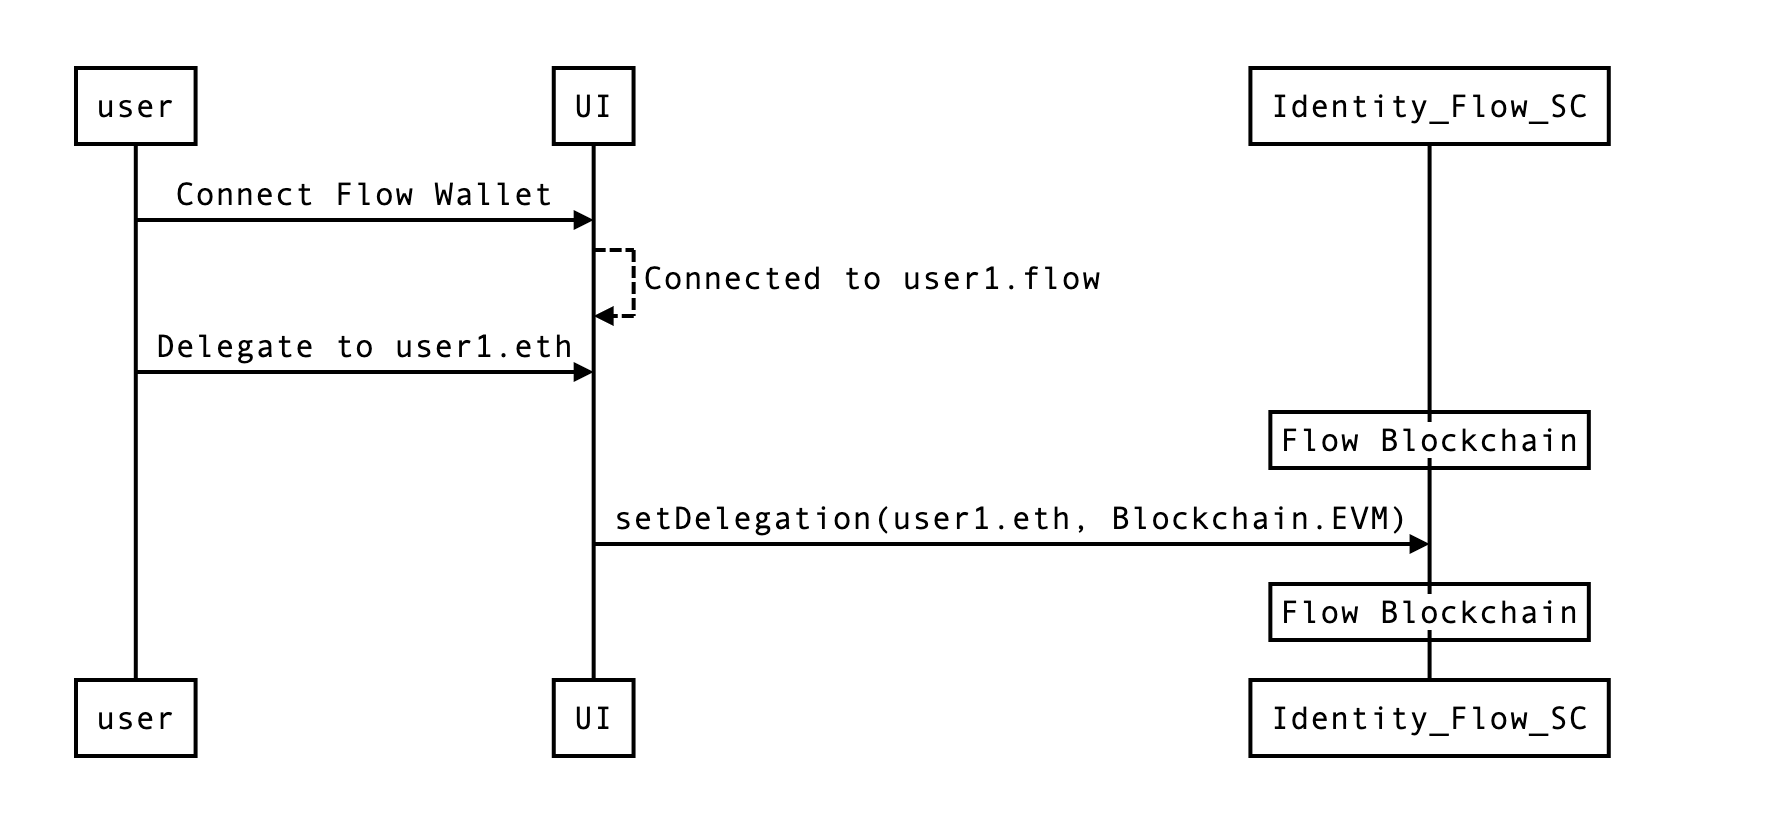 user
UI
Identity_Flow_SC
Connect Flow Wallet
Connected to user1.flow
Delegate to user1.eth
Flow Blockchain
setDelegation(user1.eth, Blockchain.EVM)
Flow Blockchain
user
UI
Identity_Flow_SC